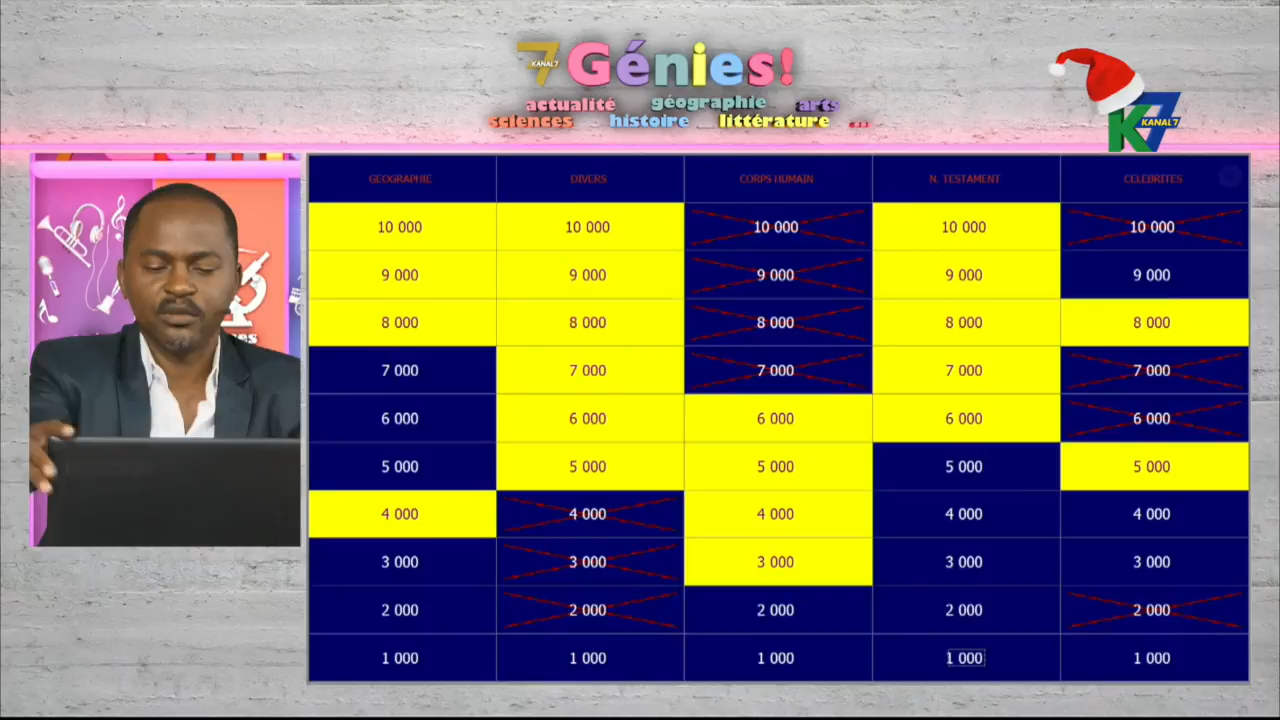 7 KANAL7 Génies!
actualité géographie arts
sciences ... histoire ... littérature ...
K7 KANAL7
GEOGRAPHIE DIVERS CORPS HUMAIN N. TESTAMENT CELEBRITES
10 000 10 000 10 000 10 000 10 000
9 000 9 000 9 000 9 000 9 000
8 000 8 000 8 000 8 000 8 000
7 000 7 000 7 000 7 000 7 000
6 000 6 000 6 000 6 000 6 000
5 000 5 000 5 000 5 000 5 000
4 000 4 000 4 000 4 000 4 000
3 000 3 000 3 000 3 000 3 000
2 000 2 000 2 000 2 000 2 000
1 000 1 000 1 000 1 000 1 000